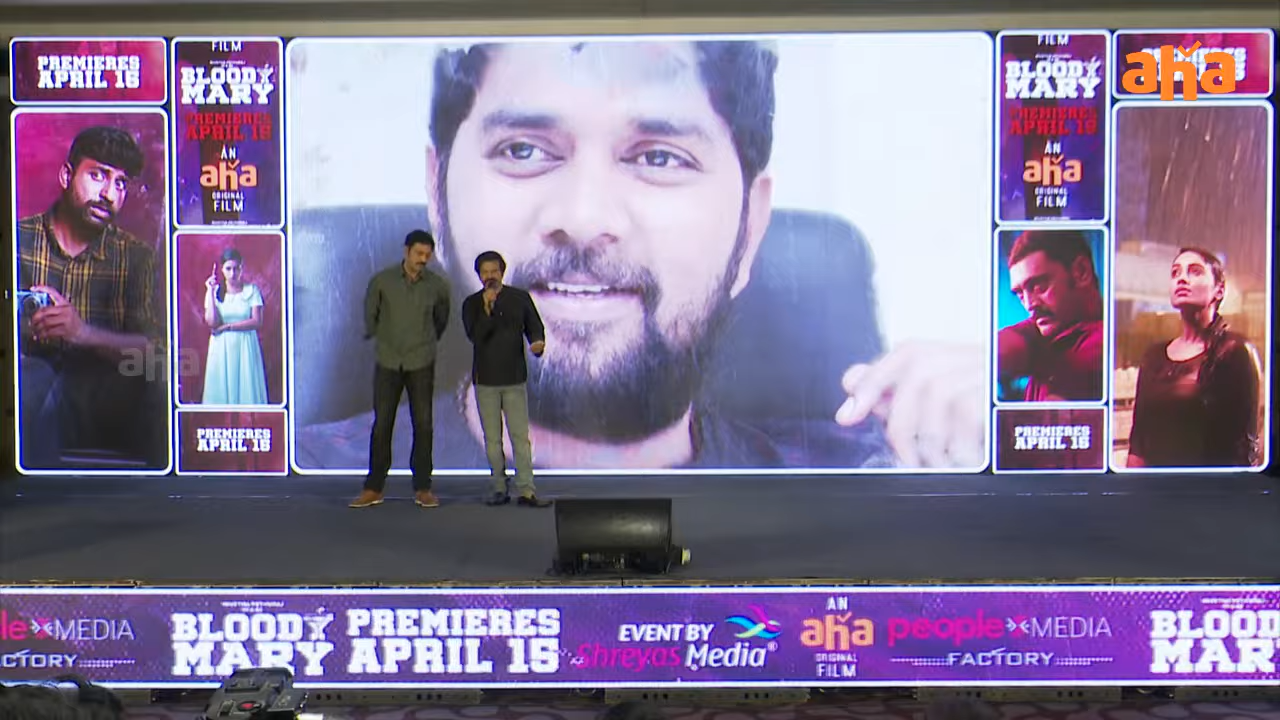 PREMIERES
APRIL 15
FILM
BLOODY
MARY
PREMIERES
APRIL 15
AN
aha
ORIGINAL
FILM
PREMIERES
APRIL 15
aha
FILM
BLOODY
MARY
PREMIERES
APRIL 15
AN
aha
ORIGINAL
FILM
PREMIERES
APRIL 15
aha
MEDIA
BLOODY
MARY
PREMIERES
APRIL 15
EVENT BY
Shreyas Media®
AN
aha
ORIGINAL
FILM
people MEDIA
FACTORY
BLOOD
MAR